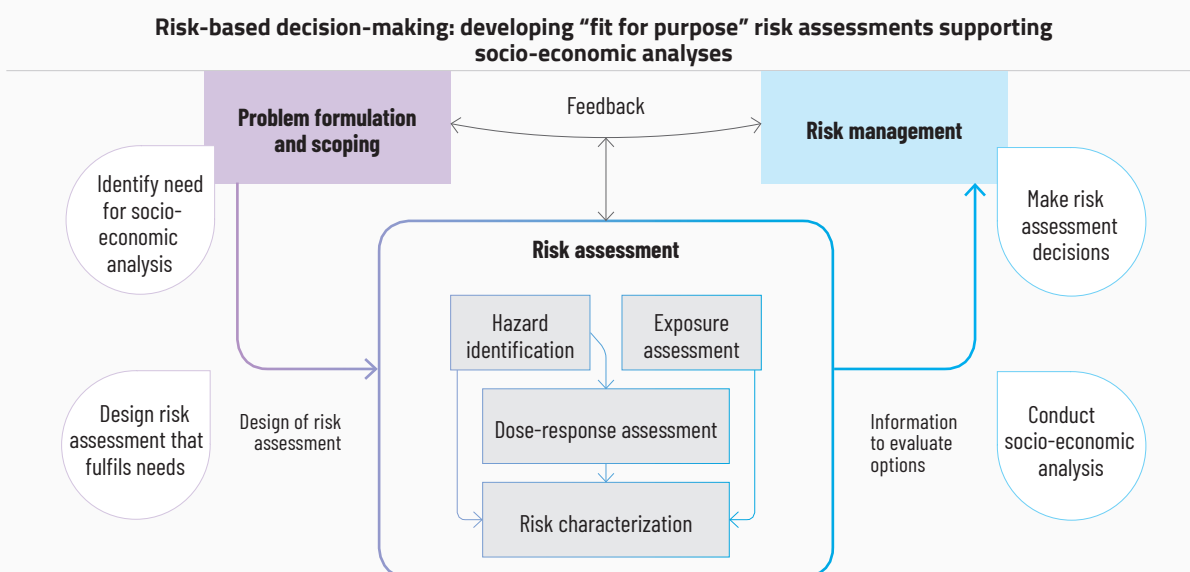 Risk-based decision-making: developing “fit for purpose” risk assessments supporting
socio-economic analyses
Problem formulation
and scoping
Feedback
Risk management
Identify need
for socio-
economic
analysis
Make risk
assessment
decisions
Risk assessment
Hazard
identification
Exposure
assessment
Design risk
assessment that
fulfils needs
Design of risk
assessment
Dose-response assessment
Information
to evaluate
options
Conduct
socio-economic
analysis
Risk characterization